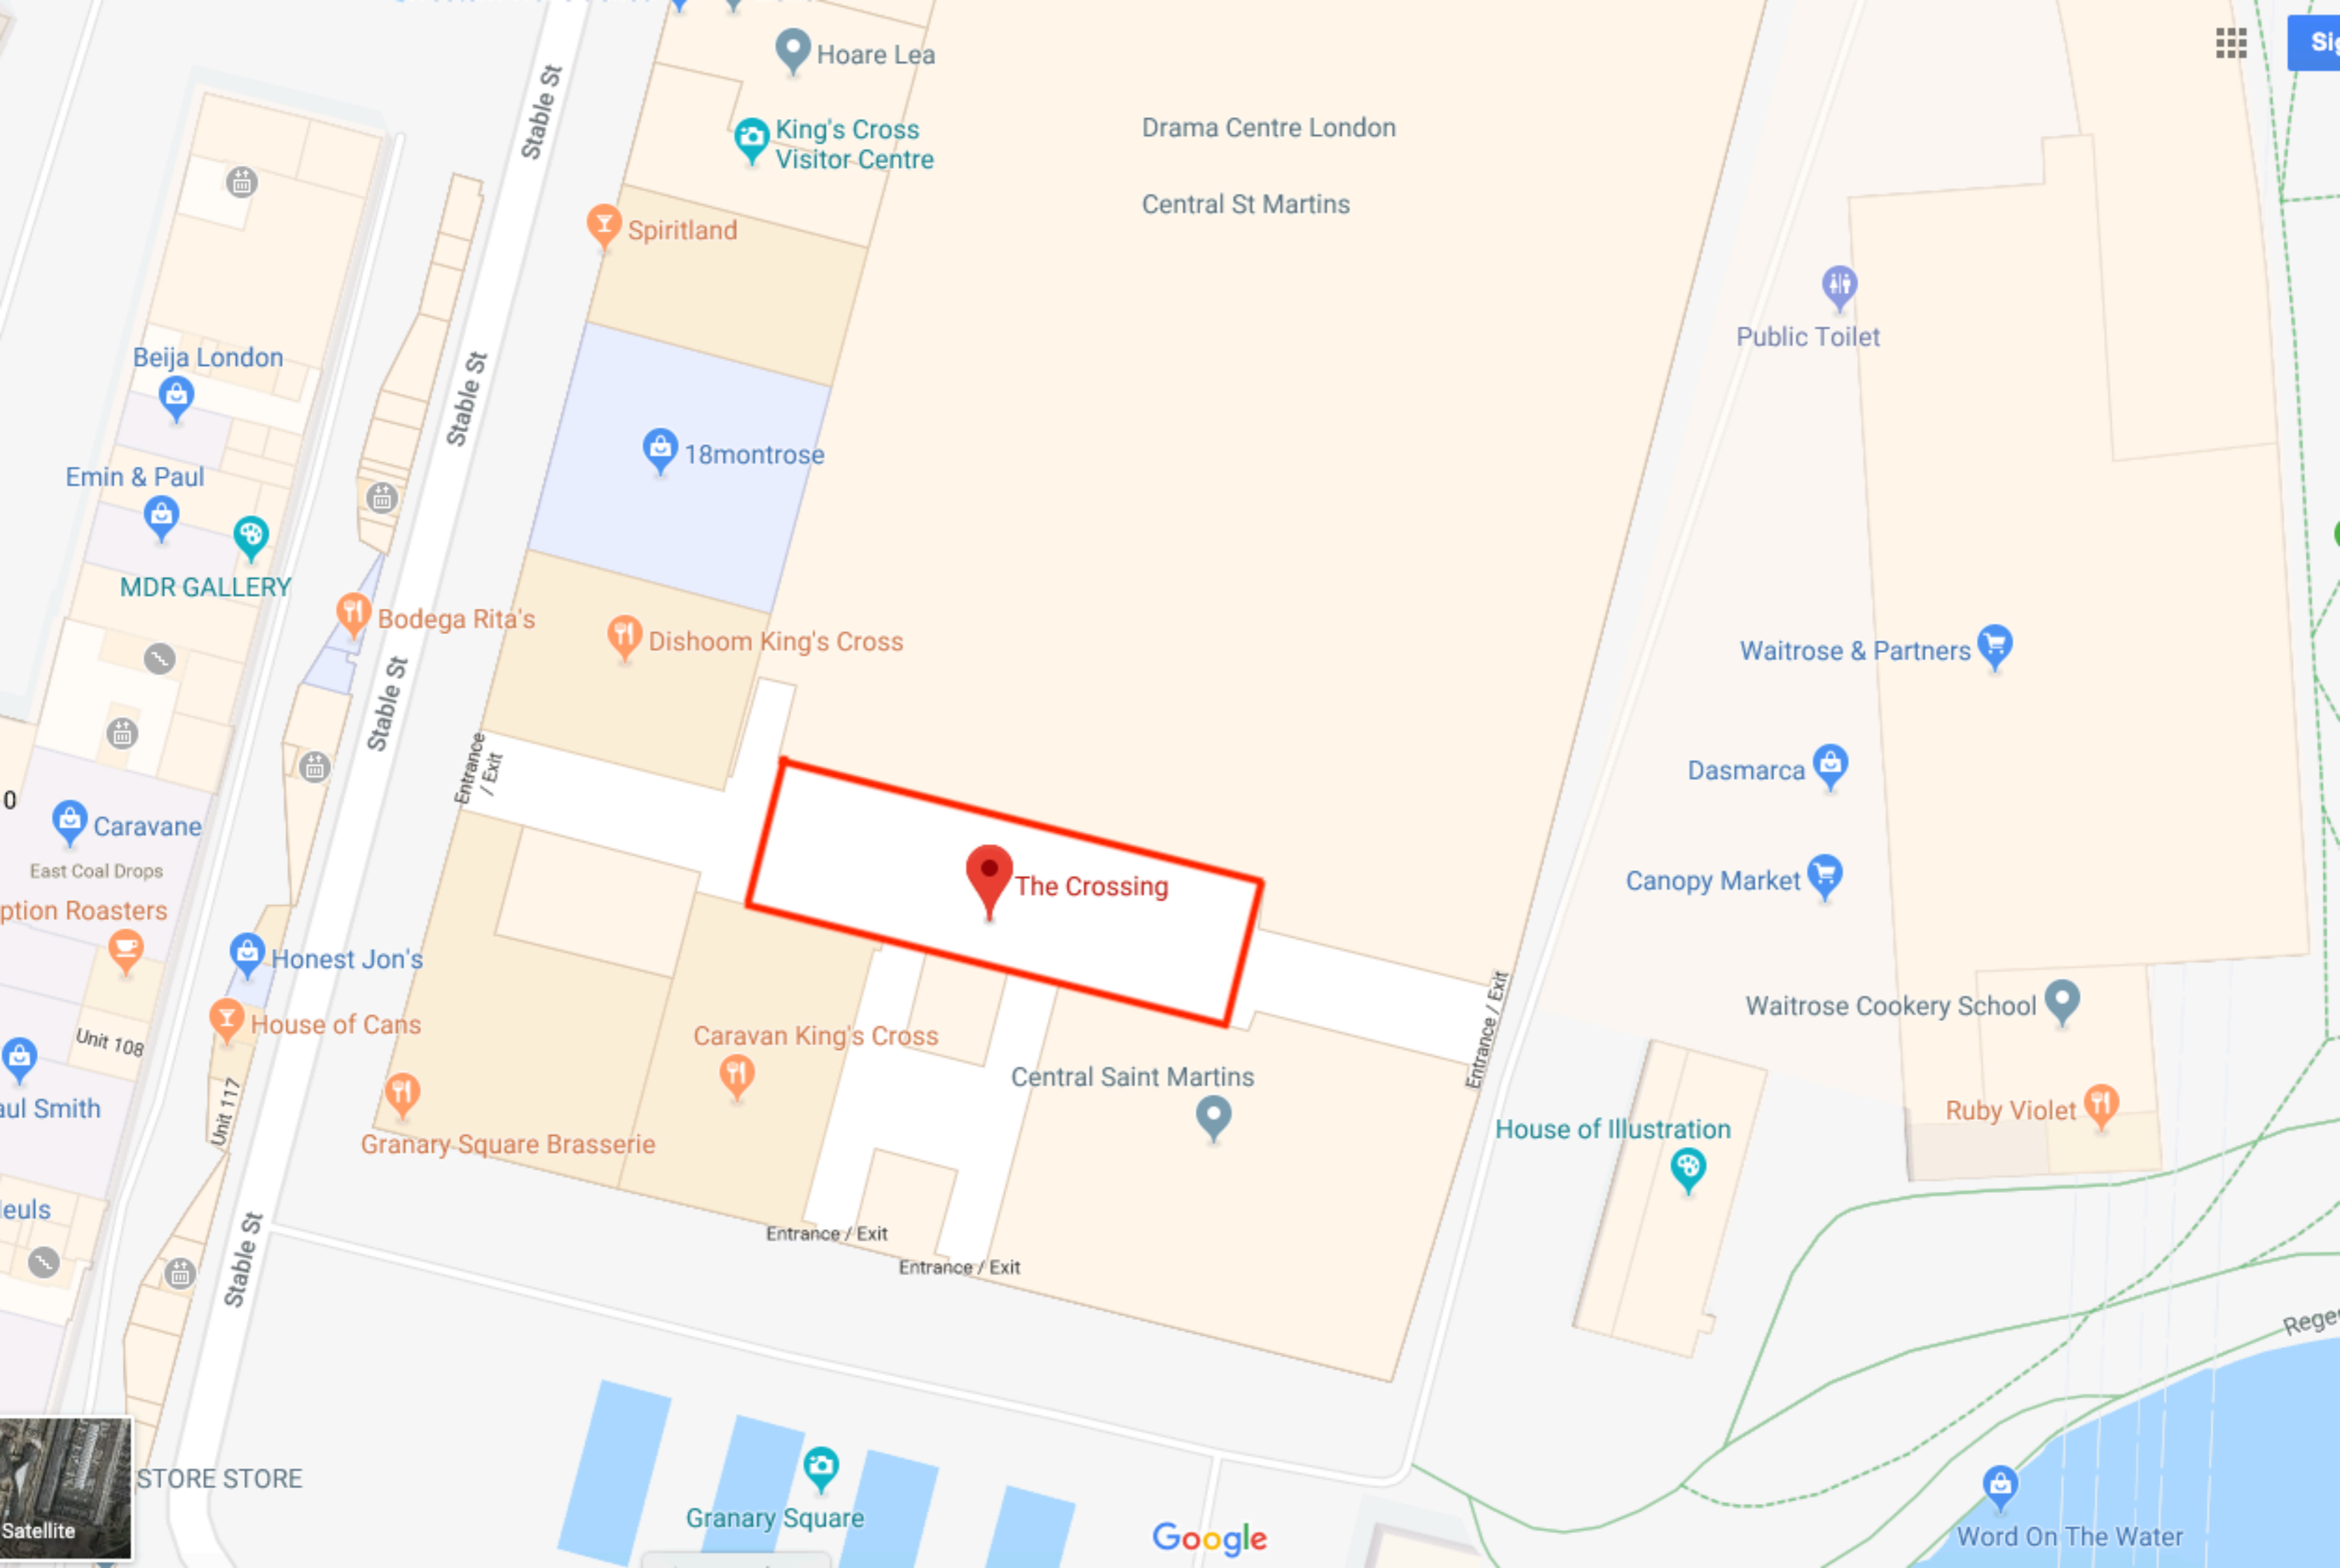 Hoare Lea
Sig
King's Cross
Visitor Centre
Drama Centre London
Central St Martins
Stable St
Spiritland
Public Toilet
Beija London
Stable St
18montrose
Emin & Paul
MDR GALLERY
Bodega Rita's
Dishoom King's Cross
Waitrose & Partners
Stable St
Entrance
/ Exit
Dasmarca
0
Caravane
East Coal Drops
The Crossing
Canopy Market
ption Roasters
Honest Jon's
House of Cans
Unit 108
Waitrose Cookery School
Entrance / Exit
Caravan King's Cross
Central Saint Martins
aul Smith
Unit 117
Granary Square Brasserie
House of Illustration
Ruby Violet
Entrance / Exit
Entrance / Exit
Stable St
Rege
STORE STORE
Satellite
Granary Square
Google
Word On The Water